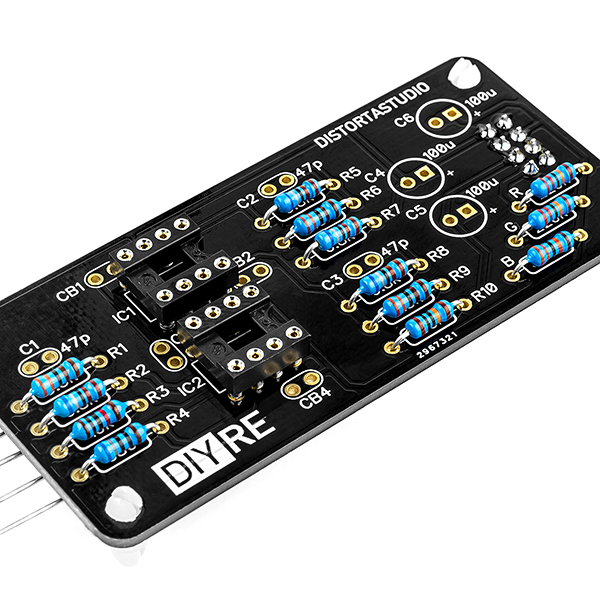 DISTORTASTUDIO
C6
100u
+
C4
100u
+
C5
100u
+
C2
47p
R5
R6
R7
R
G
B
C3
47p
R8
R9
R10
2967321
CB1
B2
IC1
IC2
CB4
C1
47p
R1
R2
R3
R4
DIYRE